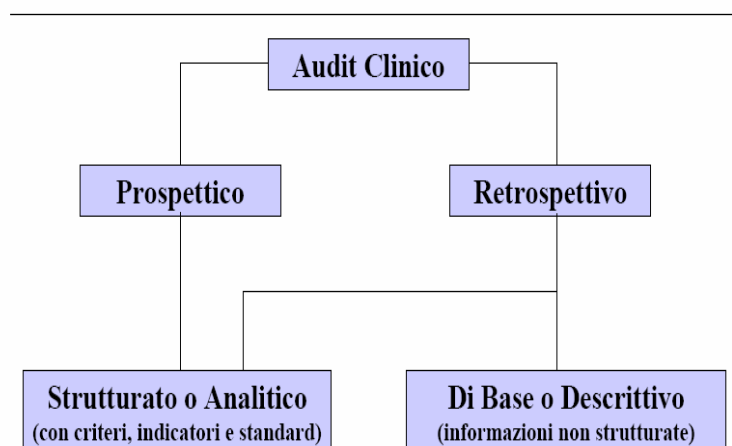 Audit Clinico
Prospettico
Retrospettivo
Strutturato o Analitico
(con criteri, indicatori e standard)
Di Base o Descrittivo
(informazioni non strutturate)